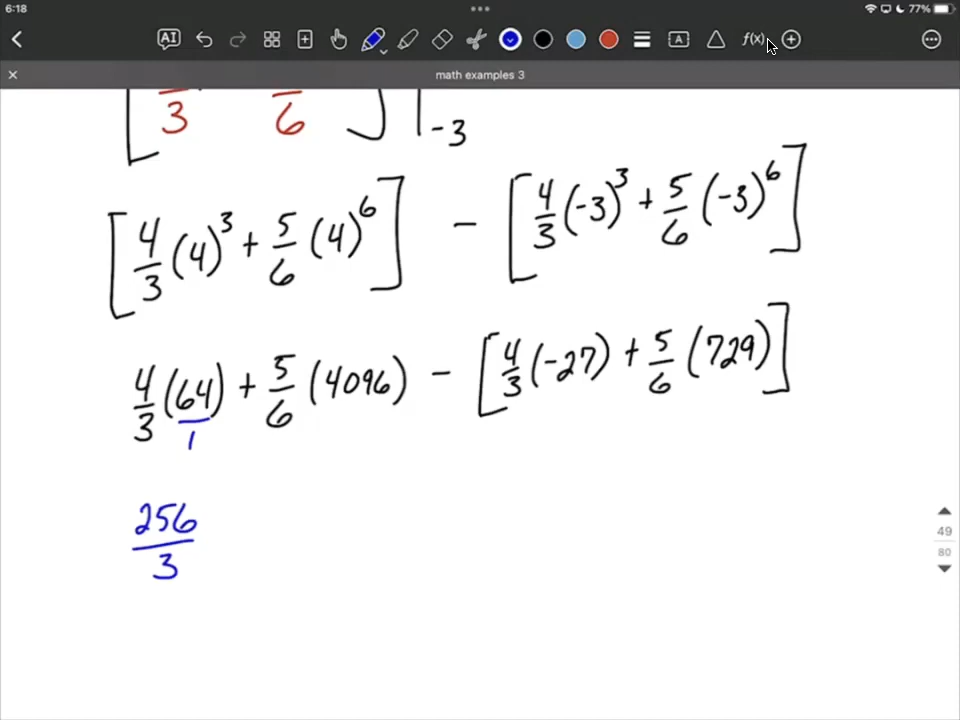 6:18
77%
AI
f(x)
math examples 3
[ /3 /6 ] |_{-3}
[4/3 (4)^3 + 5/6 (4)^6] - [4/3 (-3)^3 + 5/6 (-3)^6]
4/3 (64)/1 + 5/6 (4096) - [4/3 (-27) + 5/6 (729)]
256/3
49
80